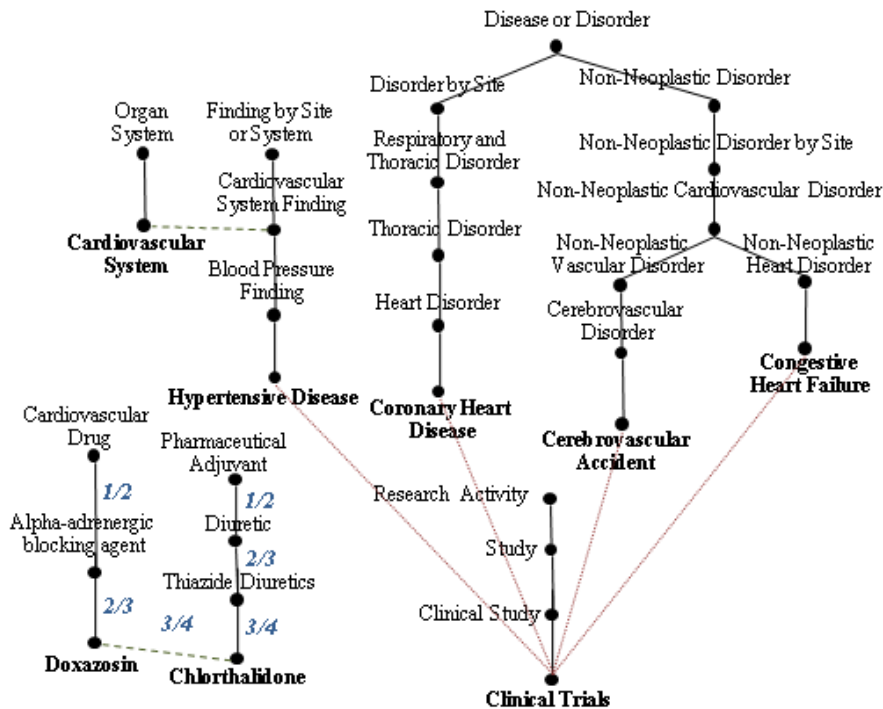 Disease or Disorder
Disorder by Site
Non-Neoplastic Disorder
Organ
System
Finding by Site
or System
Respiratory and
Thoracic Disorder
Non-Neoplastic Disorder by Site
Cardiovascular
System Finding
Non-Neoplastic Cardiovascular Disorder
Cardiovascular
System
Thoracic Disorder
Non-Neoplastic
Vascular Disorder
Non-Neoplastic
Heart Disorder
Blood Pressure
Finding
Heart Disorder
Cerebrovascular
Disorder
Hypertensive Disease
Coronary Heart
Disease
Congestive
Heart Failure
Cerebrovascular
Accident
Cardiovascular
Drug
Pharmaceutical
Adjuvant
1/2
1/2
Research Activity
Alpha-adrenergic
blocking agent
Diuretic
2/3
Study
Thiazide Diuretics
2/3
3/4
3/4
Clinical Study
Doxazosin
Chlorthalidone
Clinical Trials